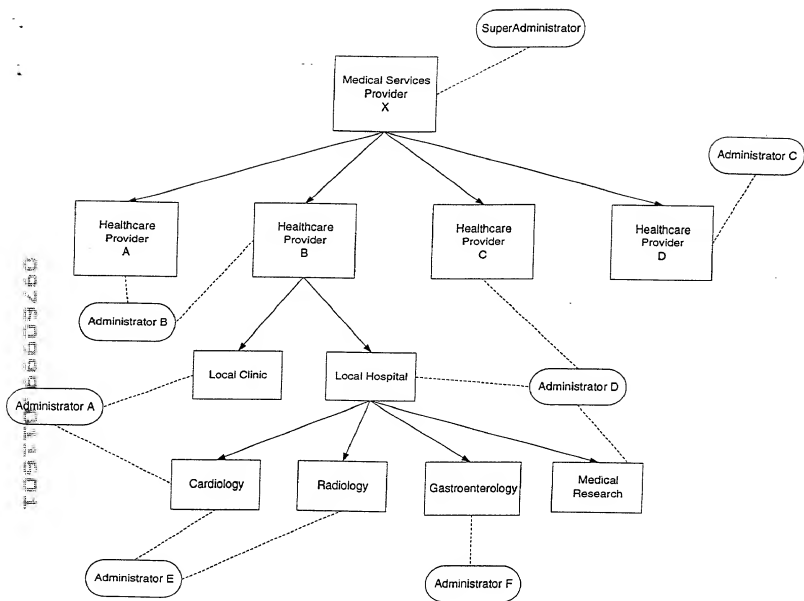 SuperAdministrator
Medical Services
Provider
X
Administrator C
Healthcare
Provider
A
Healthcare
Provider
B
Healthcare
Provider
C
Healthcare
Provider
D
Administrator B
Local Clinic
Local Hospital
Administrator D
Administrator A
Cardiology
Radiology
Gastroenterology
Medical
Research
Administrator E
Administrator F